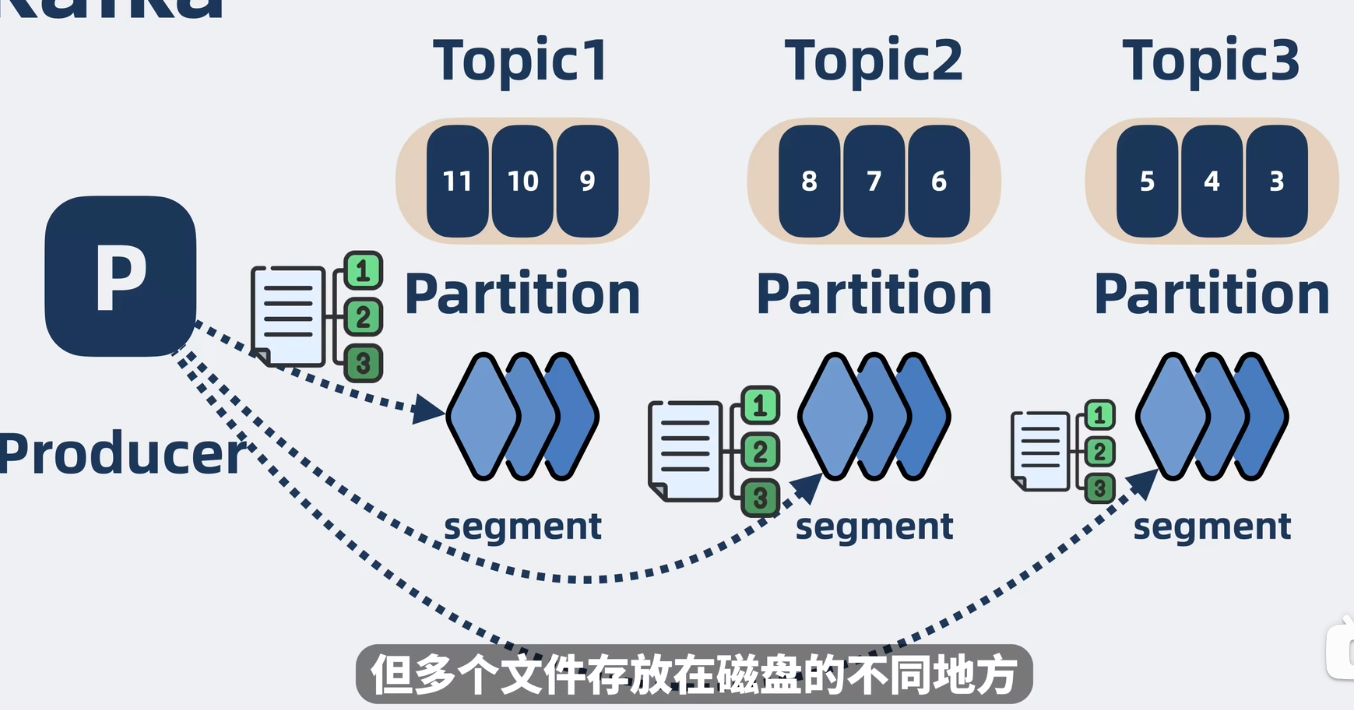 Kafka
Topic1
Topic2
Topic3
11 10 9
8 7 6
5 4 3
P
1
2
3
Partition
Partition
Partition
1
2
3
1
2
3
Producer
segment
segment
segment
但多个文件存放在磁盘的不同地方